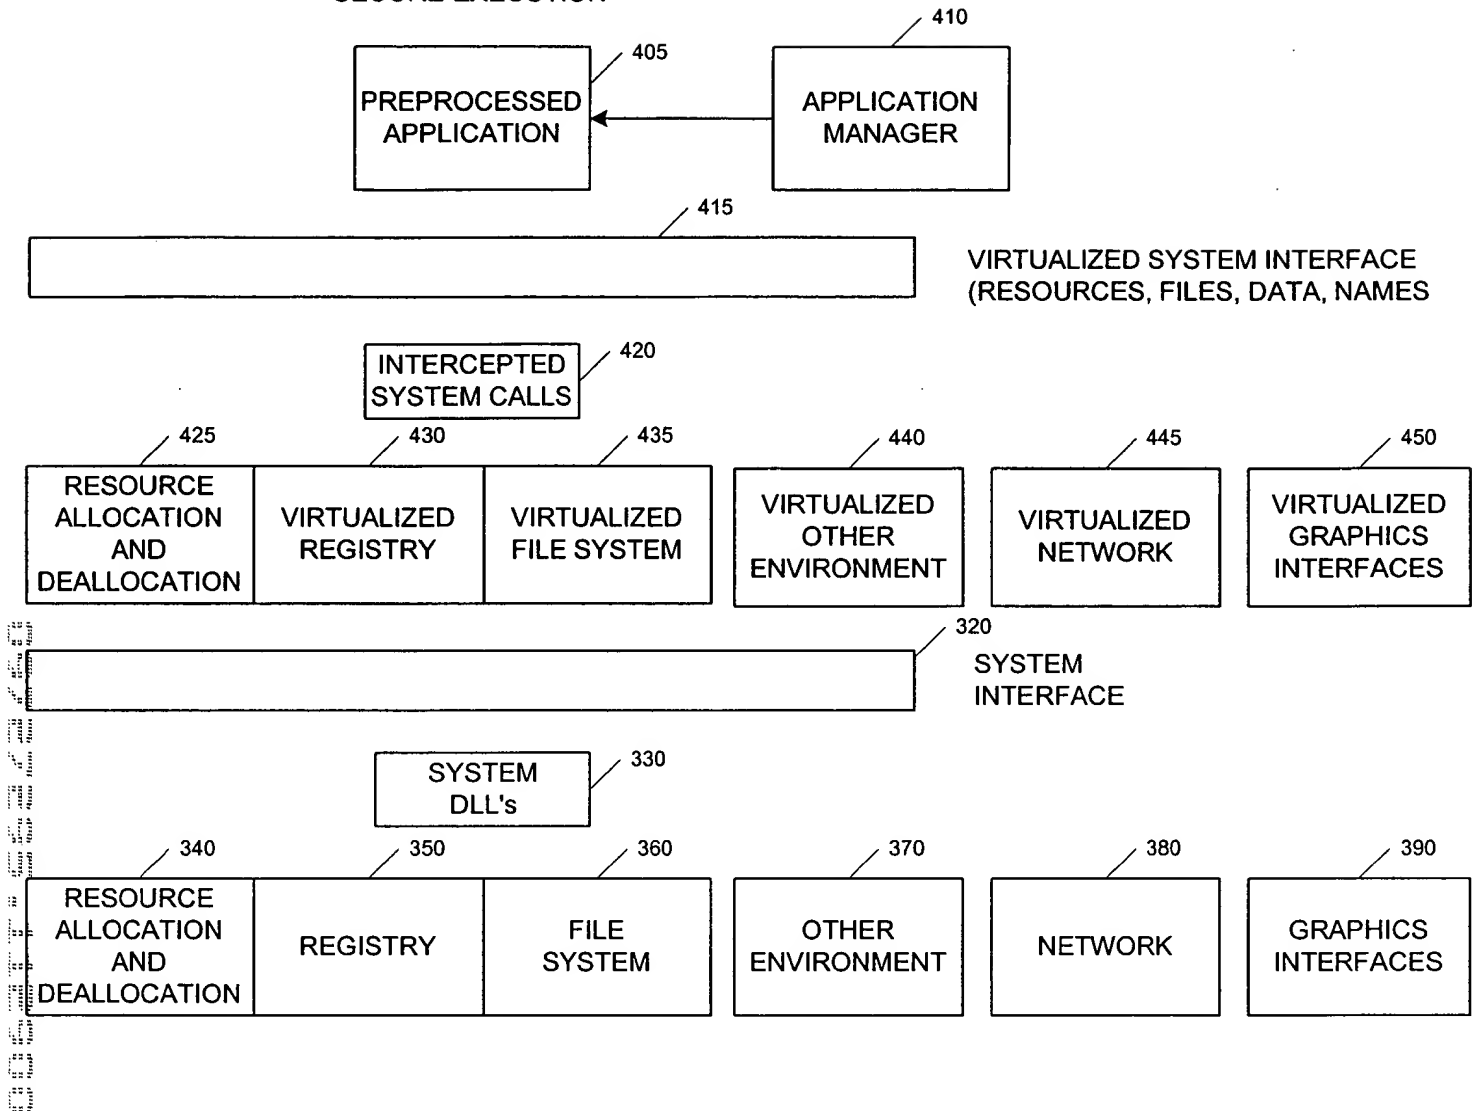 410
405
PREPROCESSED
APPLICATION
APPLICATION
MANAGER
415
VIRTUALIZED SYSTEM INTERFACE
(RESOURCES, FILES, DATA, NAMES
INTERCEPTED
SYSTEM CALLS
420
425
430
435
440
445
450
RESOURCE
ALLOCATION
AND
DEALLOCATION
VIRTUALIZED
REGISTRY
VIRTUALIZED
FILE SYSTEM
VIRTUALIZED
OTHER
ENVIRONMENT
VIRTUALIZED
NETWORK
VIRTUALIZED
GRAPHICS
INTERFACES
320
SYSTEM
INTERFACE
SYSTEM
DLL's
330
340
350
360
370
380
390
RESOURCE
ALLOCATION
AND
DEALLOCATION
REGISTRY
FILE
SYSTEM
OTHER
ENVIRONMENT
NETWORK
GRAPHICS
INTERFACES